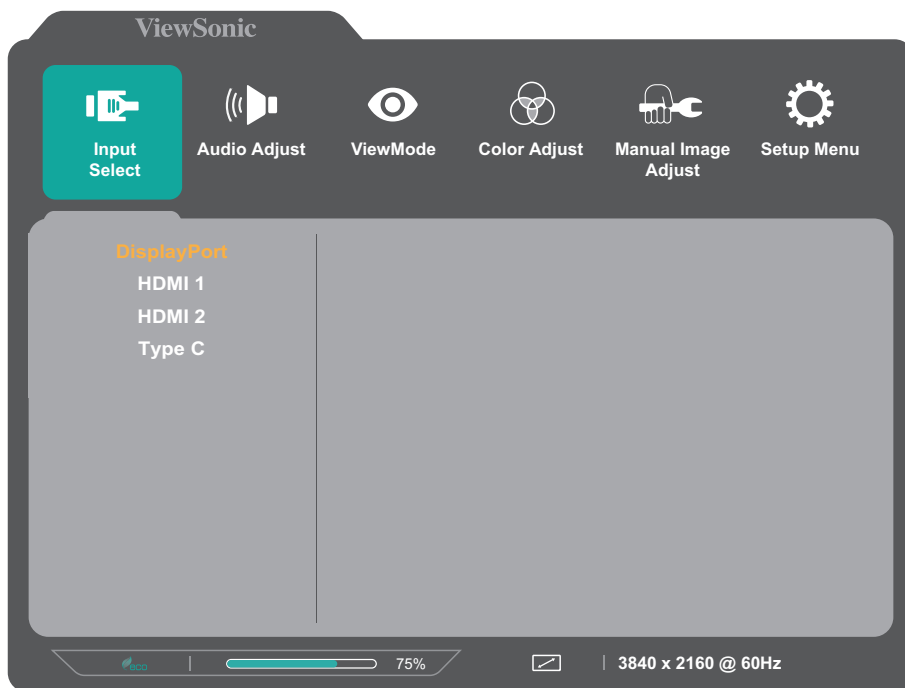 ViewSonic
Input
Select
Audio Adjust
ViewMode
Color Adjust
Manual Image
Adjust
Setup Menu
DisplayPort
HDMI 1
HDMI 2
Type C
eco
75%
3840 x 2160 @ 60Hz